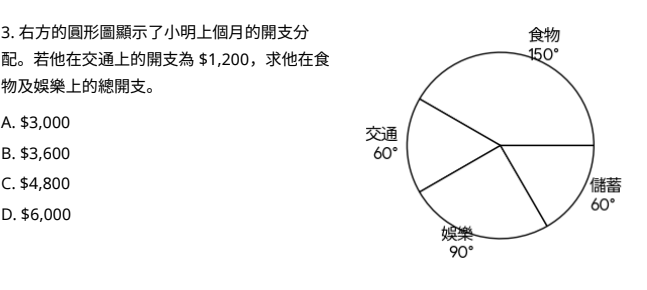 3. 右方的圓形圖顯示了小明上個月的開支分
配。若他在交通上的開支為 $1,200，求他在食
物及娛樂上的總開支。
A. $3,000
B. $3,600
C. $4,800
D. $6,000
食物
150°
交通
60°
儲蓄
60°
娛樂
90°